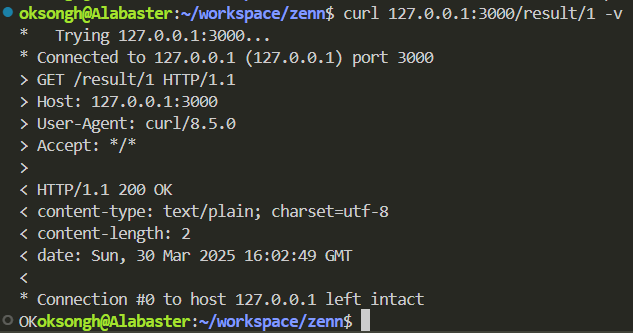 oksongh@Alabaster:~/workspace/zenn$ curl 127.0.0.1:3000/result/1 -v
*   Trying 127.0.0.1:3000...
* Connected to 127.0.0.1 (127.0.0.1) port 3000
> GET /result/1 HTTP/1.1
> Host: 127.0.0.1:3000
> User-Agent: curl/8.5.0
> Accept: */*
>
< HTTP/1.1 200 OK
< content-type: text/plain; charset=utf-8
< content-length: 2
< date: Sun, 30 Mar 2025 16:02:49 GMT
<
* Connection #0 to host 127.0.0.1 left intact
OKoksongh@Alabaster:~/workspace/zenn$